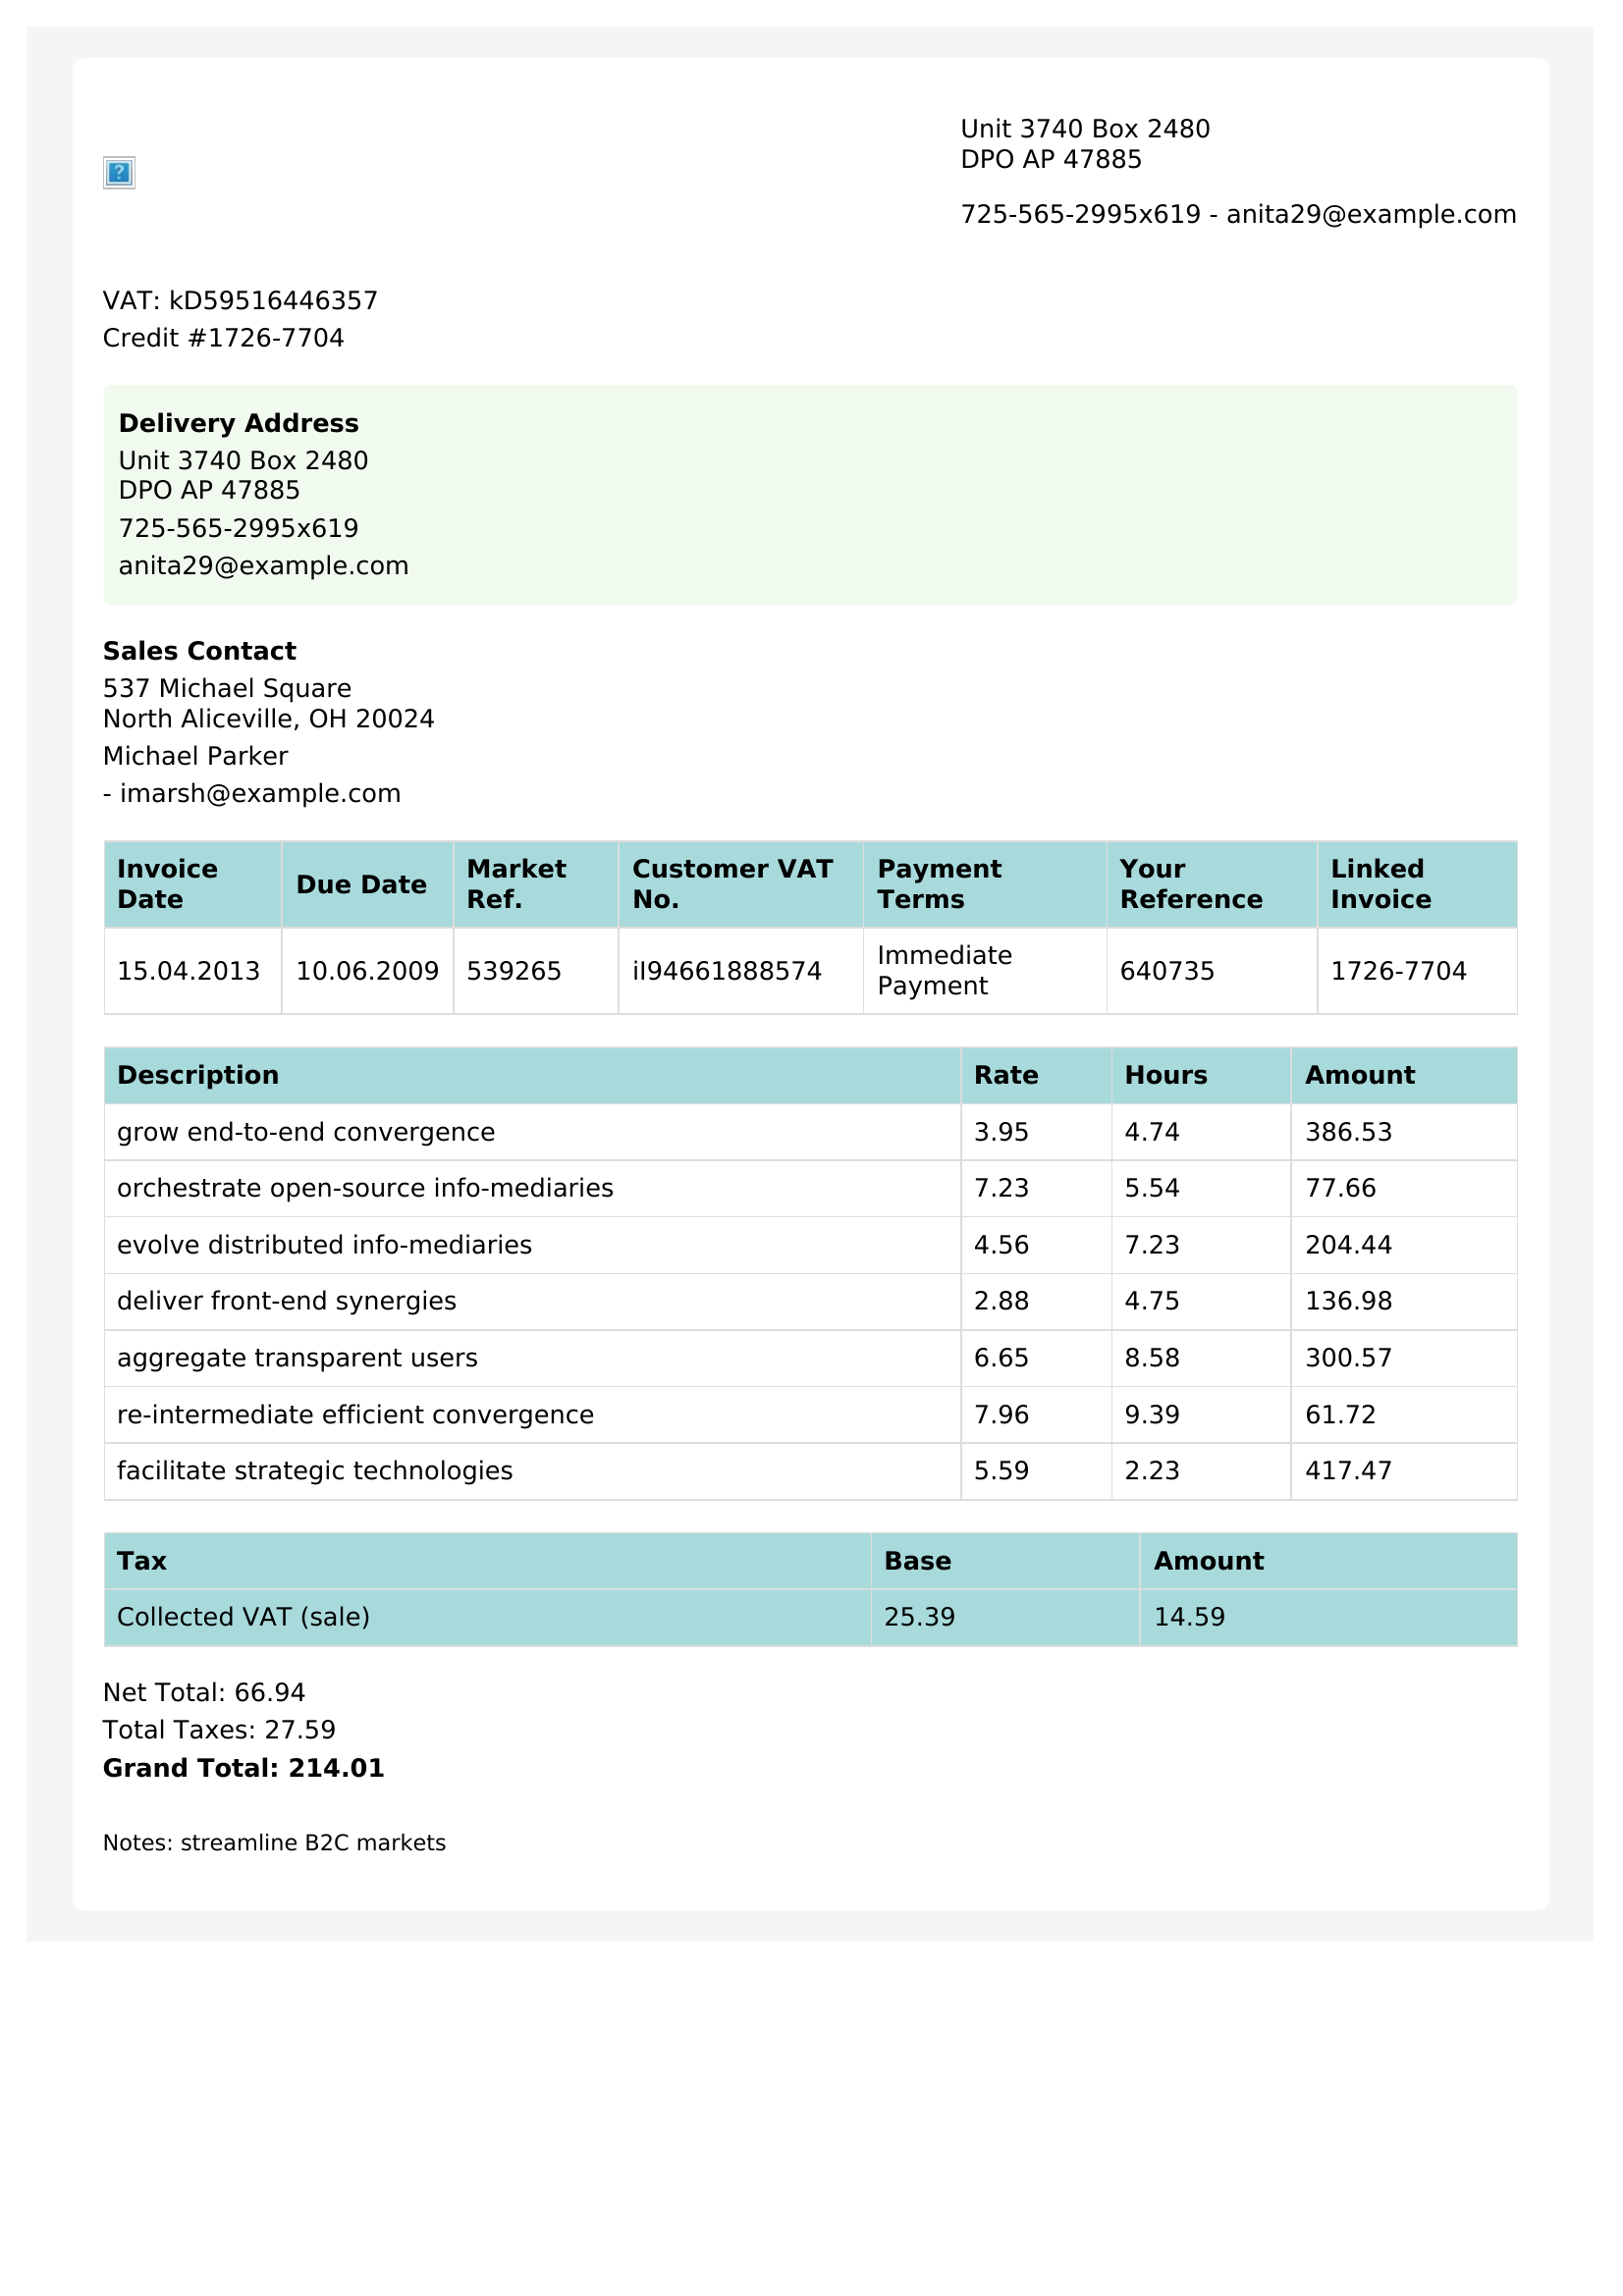 Unit 3740 Box 2480
DPO AP 47885
725-565-2995x619 - anita29@example.com
VAT: kD59516446357
Credit #1726-7704
Delivery Address
Unit 3740 Box 2480
DPO AP 47885
725-565-2995x619
anita29@example.com
Sales Contact
537 Michael Square
North Aliceville, OH 20024
Michael Parker
- imarsh@example.com
Invoice Date Due Date Market Ref. Customer VAT No. Payment Terms Your Reference Linked Invoice
15.04.2013 10.06.2009 539265 iI94661888574 Immediate Payment 640735 1726-7704
Description Rate Hours Amount
grow end-to-end convergence 3.95 4.74 386.53
orchestrate open-source info-mediaries 7.23 5.54 77.66
evolve distributed info-mediaries 4.56 7.23 204.44
deliver front-end synergies 2.88 4.75 136.98
aggregate transparent users 6.65 8.58 300.57
re-intermediate efficient convergence 7.96 9.39 61.72
facilitate strategic technologies 5.59 2.23 417.47
Tax Base Amount
Collected VAT (sale) 25.39 14.59
Net Total: 66.94
Total Taxes: 27.59
Grand Total: 214.01
Notes: streamline B2C markets